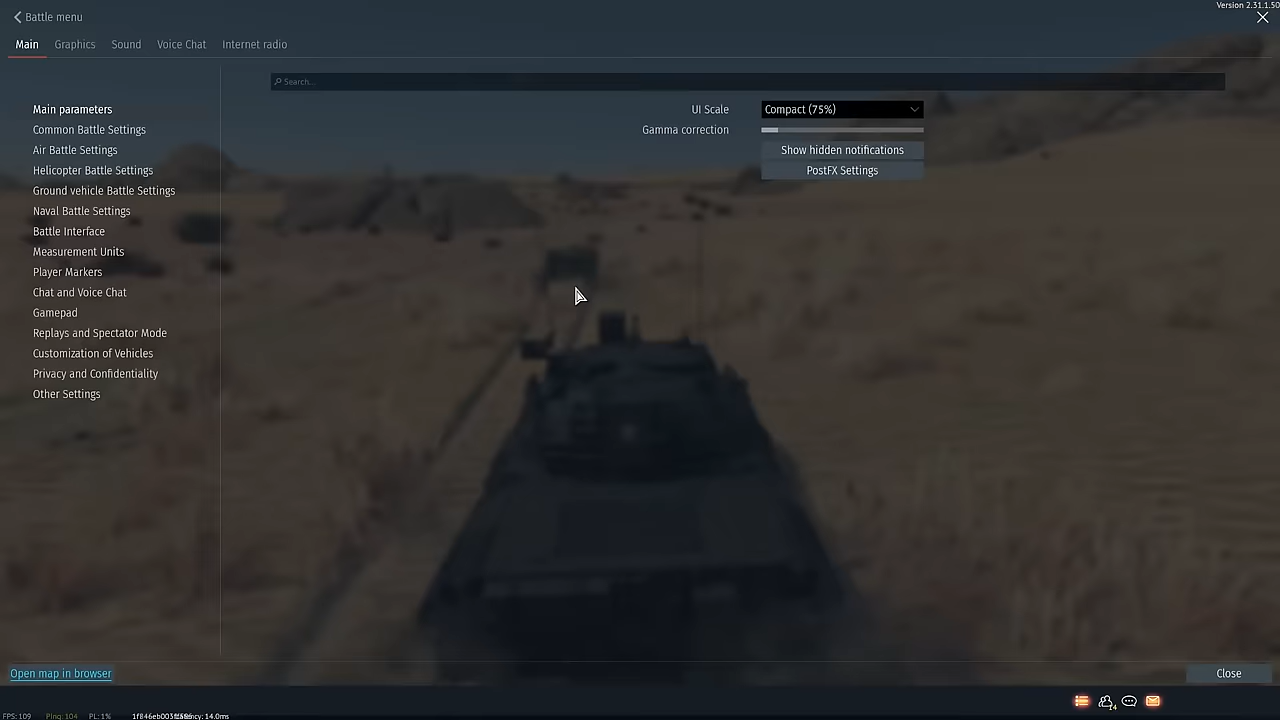 Version 2.31.1.50
Battle menu
Main Graphics Sound Voice Chat Internet radio
Search...
Main parameters
Common Battle Settings
Air Battle Settings
Helicopter Battle Settings
Ground vehicle Battle Settings
Naval Battle Settings
Battle Interface
Measurement Units
Player Markers
Chat and Voice Chat
Gamepad
Replays and Spectator Mode
Customization of Vehicles
Privacy and Confidentiality
Other Settings
UI Scale Compact (75%)
Gamma correction
Show hidden notifications
PostFX Settings
Open map in browser
Close
FPS: 109 Ping: 104 PL: 1% 14.0ms